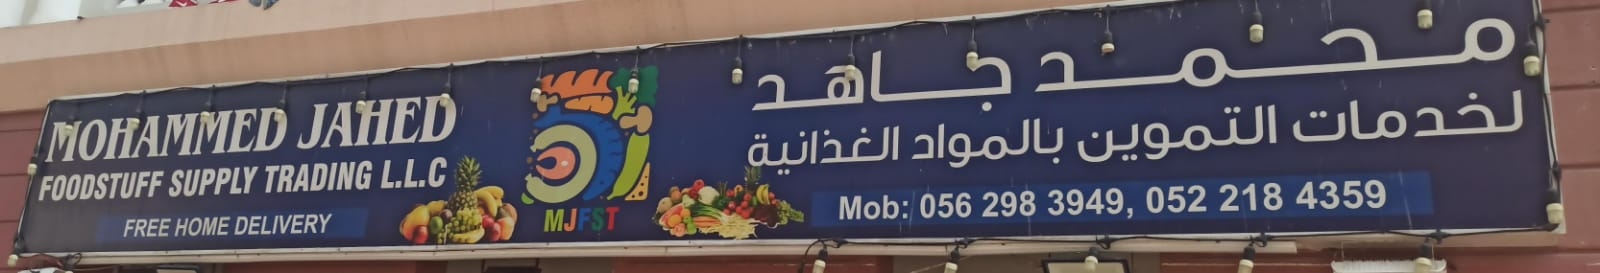 MOHAMMED JAHED
FOODSTUFF SUPPLY TRADING L.L.C
FREE HOME DELIVERY
MJFST
محمد جاهد
لخدمات التموين بالمواد الغذائية
Mob: 056 298 3949, 052 218 4359